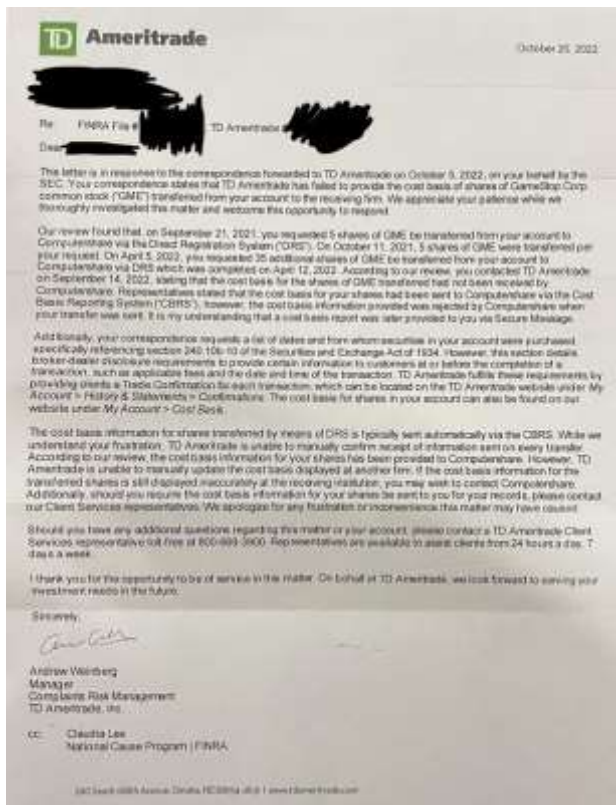 TD Ameritrade
October 25, 2022
Re: FINRA File # TD Ameritrade
Dear
This letter is in response to the correspondence forwarded to TD Ameritrade on October 5, 2022, on your behalf by the
SEC. Your correspondence states that TD Ameritrade has failed to provide the cost basis of shares of GameStop Corp.
common stock ("GME") transferred from your account to the receiving firm. We appreciate your patience while we
thoroughly investigated this matter and welcome this opportunity to respond.
Our review found that, on September 21, 2021, you requested 5 shares of GME be transferred from your account to
Computershare via the Direct Registration System ("DRS"). On October 11, 2021, 5 shares of GME were transferred per
your request. On April 5, 2022, you requested 35 additional shares of GME be transferred from your account to
Computershare via DRS which was completed on April 12, 2022. According to our review, you contacted TD Ameritrade
on September 14, 2022, stating that the cost basis for the shares of GME transferred had not been received by
Computershare. Representatives stated that the cost basis for your shares had been sent to Computershare via the Cost
Basis Reporting System ("CBRS"), however, the cost basis information provided was rejected by Computershare when
your transfer was sent. It is my understanding that a cost basis report was later provided to you via Secure Message.
Additionally, your correspondence requests a list of dates and from whom securities in your account were purchased
specifically referencing section 240.10b-10 of the Securities and Exchange Act of 1934. However, this section details
broker-dealer disclosure requirements to provide certain information to customers at or before the completion of a
transaction, such as applicable fees and the date and time of the transaction. TD Ameritrade fulfills these requirements by
providing clients a Trade Confirmation for each transaction, which can be located on the TD Ameritrade website under My
Account > History & Statements > Confirmations. The cost basis for shares in your account can also be found on our
website under My Account > Cost Basis.
The cost basis information for shares transferred by means of DRS is typically sent automatically via the CBRS. While we
understand your frustration, TD Ameritrade is unable to manually confirm receipt of information sent on every transfer.
According to our review, the cost basis information for your shares has been provided to Computershare. However, TD
Ameritrade is unable to manually update the cost basis displayed at another firm. If the cost basis information for the
transferred shares is still displayed inaccurately at the receiving institution, you may wish to contact Computershare.
Additionally, should you require the cost basis information for your shares be sent to you for your records, please contact
our Client Services representatives. We apologize for any frustration or inconvenience this matter may have caused.
Should you have any additional questions regarding this matter or your account, please contact a TD Ameritrade Client
Services representative toll-free at 800-669-3900. Representatives are available to assist clients from 24 hours a day, 7
days a week.
I thank you for the opportunity to be of service in this matter. On behalf of TD Ameritrade, we look forward to serving your
investment needs in the future.
Sincerely,
Andrew Weinberg
Manager
Complaints Risk Management
TD Ameritrade, Inc.
cc: Claudia Lee
National Cause Program | FINRA
200 South 108th Avenue, Omaha, NE 68154 | www.tdameritrade.com